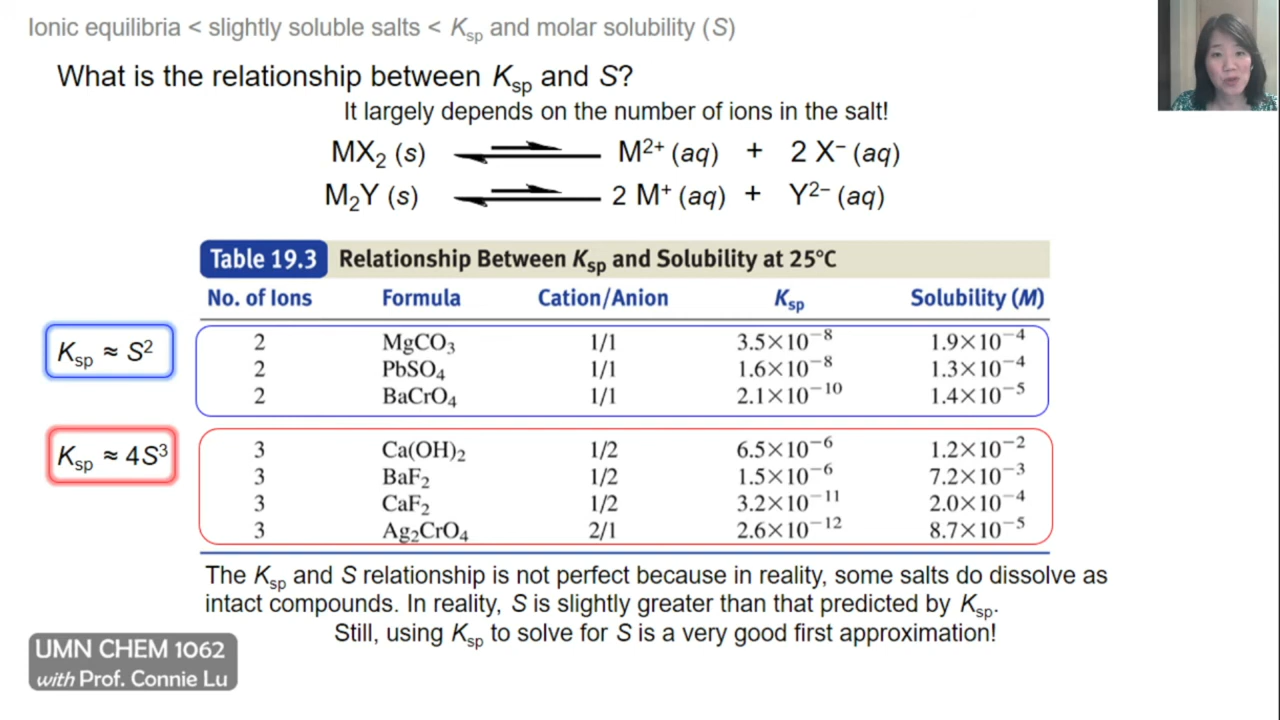 Ionic equilibria < slightly soluble salts < Ksp and molar solubility (S)
What is the relationship between Ksp and S?
It largely depends on the number of ions in the salt!
MX₂ (s) ⇌ M²⁺ (aq) + 2 X⁻ (aq)
M₂Y (s) ⇌ 2 M⁺ (aq) + Y²⁻ (aq)
Table 19.3 Relationship Between Ksp and Solubility at 25°C
No. of Ions Formula Cation/Anion Ksp Solubility (M)
Ksp ≈ S²
2 MgCO₃ 1/1 3.5×10⁻⁸ 1.9×10⁻⁴
2 PbSO₄ 1/1 1.6×10⁻⁸ 1.3×10⁻⁴
2 BaCrO₄ 1/1 2.1×10⁻¹⁰ 1.4×10⁻⁵
Ksp ≈ 4S³
3 Ca(OH)₂ 1/2 6.5×10⁻⁶ 1.2×10⁻²
3 BaF₂ 1/2 1.5×10⁻⁶ 7.2×10⁻³
3 CaF₂ 1/2 3.2×10⁻¹¹ 2.0×10⁻⁴
3 Ag₂CrO₄ 2/1 2.6×10⁻¹² 8.7×10⁻⁵
The Ksp and S relationship is not perfect because in reality, some salts do dissolve as
intact compounds. In reality, S is slightly greater than that predicted by Ksp.
Still, using Ksp to solve for S is a very good first approximation!
UMN CHEM 1062
with Prof. Connie Lu